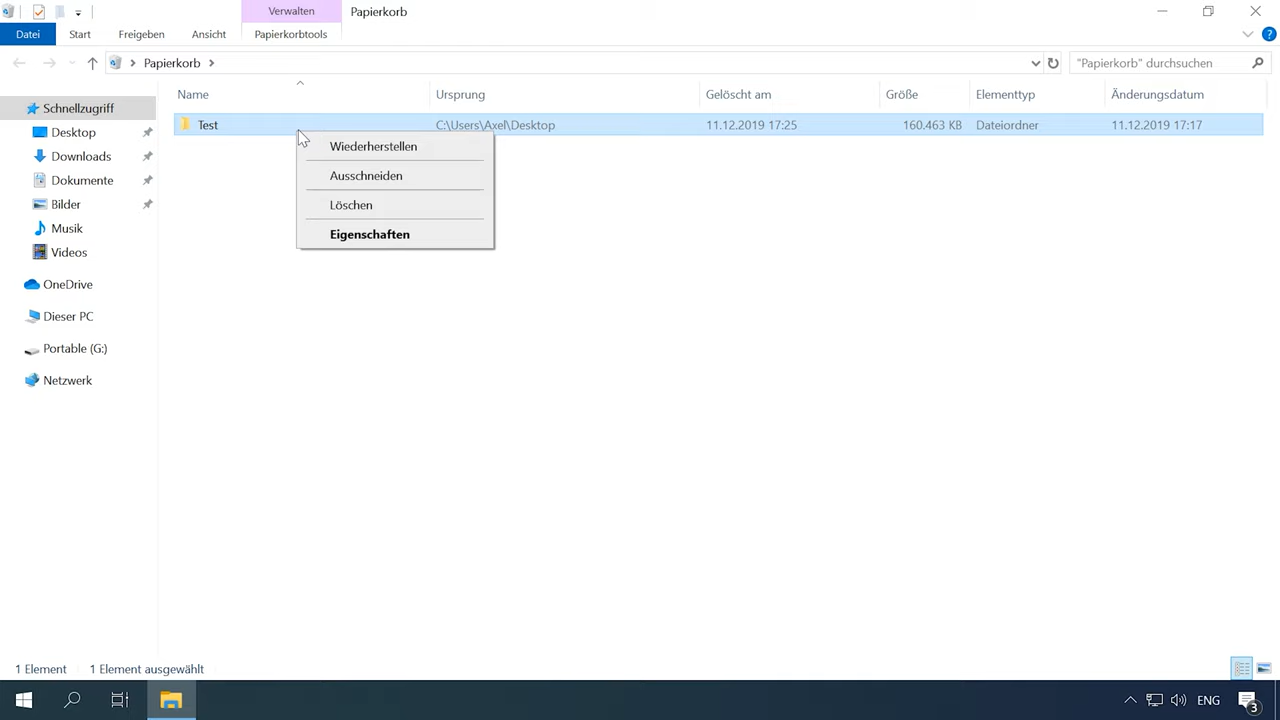 Verwalten
Papierkorb
Datei
Start
Freigeben
Ansicht
Papierkorbtools
?
Papierkorb
"Papierkorb" durchsuchen
Name
Ursprung
Gelöscht am
Größe
Elementtyp
Änderungsdatum
Test
C:\Users\Axel\Desktop
11.12.2019 17:25
160.463 KB
Dateiordner
11.12.2019 17:17
Wiederherstellen
Ausschneiden
Löschen
Eigenschaften
Schnellzugriff
Desktop
Downloads
Dokumente
Bilder
Musik
Videos
OneDrive
Dieser PC
Portable (G:)
Netzwerk
1 Element
1 Element ausgewählt
ENG
3